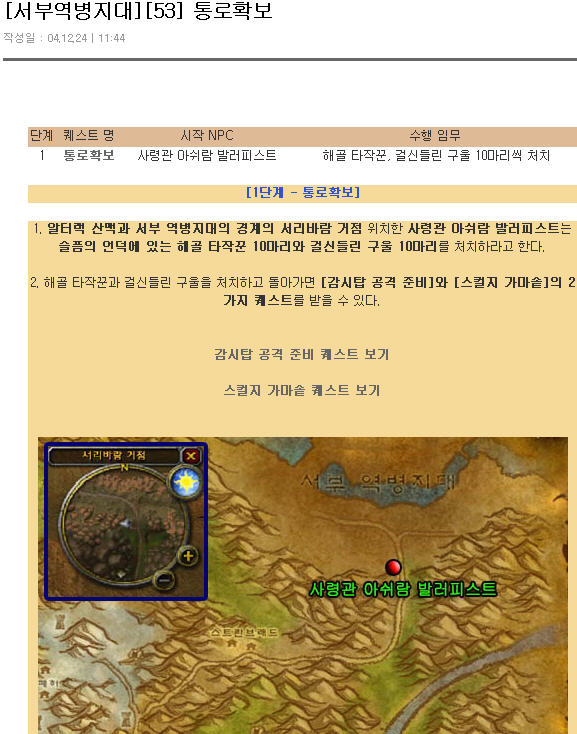 [서부역병지대][53] 통로확보
작성일 : 04.12.24 | 11:44
단계 퀘스트 명 시작 NPC 수행 임무
1 통로확보 사령관 아쉬람 발러피스트 해골 타작꾼, 걸신들린 구울 10마리씩 처치
[1단계 - 통로확보]
1. 알터랙 산맥과 서부 역병지대의 경계의 서리바람 거점 위치한 사령관 아쉬람 발러피스트는
슬픔의 언덕에 있는 해골 타작꾼 10마리와 걸신들린 구울 10마리를 처치하라고 한다.
2. 해골 타작꾼과 걸신들린 구울을 처치하고 돌아가면 [감시탑 공격 준비]와 [스컬지 가마솥]의 2
가지 퀘스트를 받을 수 있다.
감시탑 공격 준비 퀘스트 보기
스컬지 가마솥 퀘스트 보기
서리바람 거점
N
서부 역병지대
사령관 아쉬람 발러피스트
스트란브래드
폐허